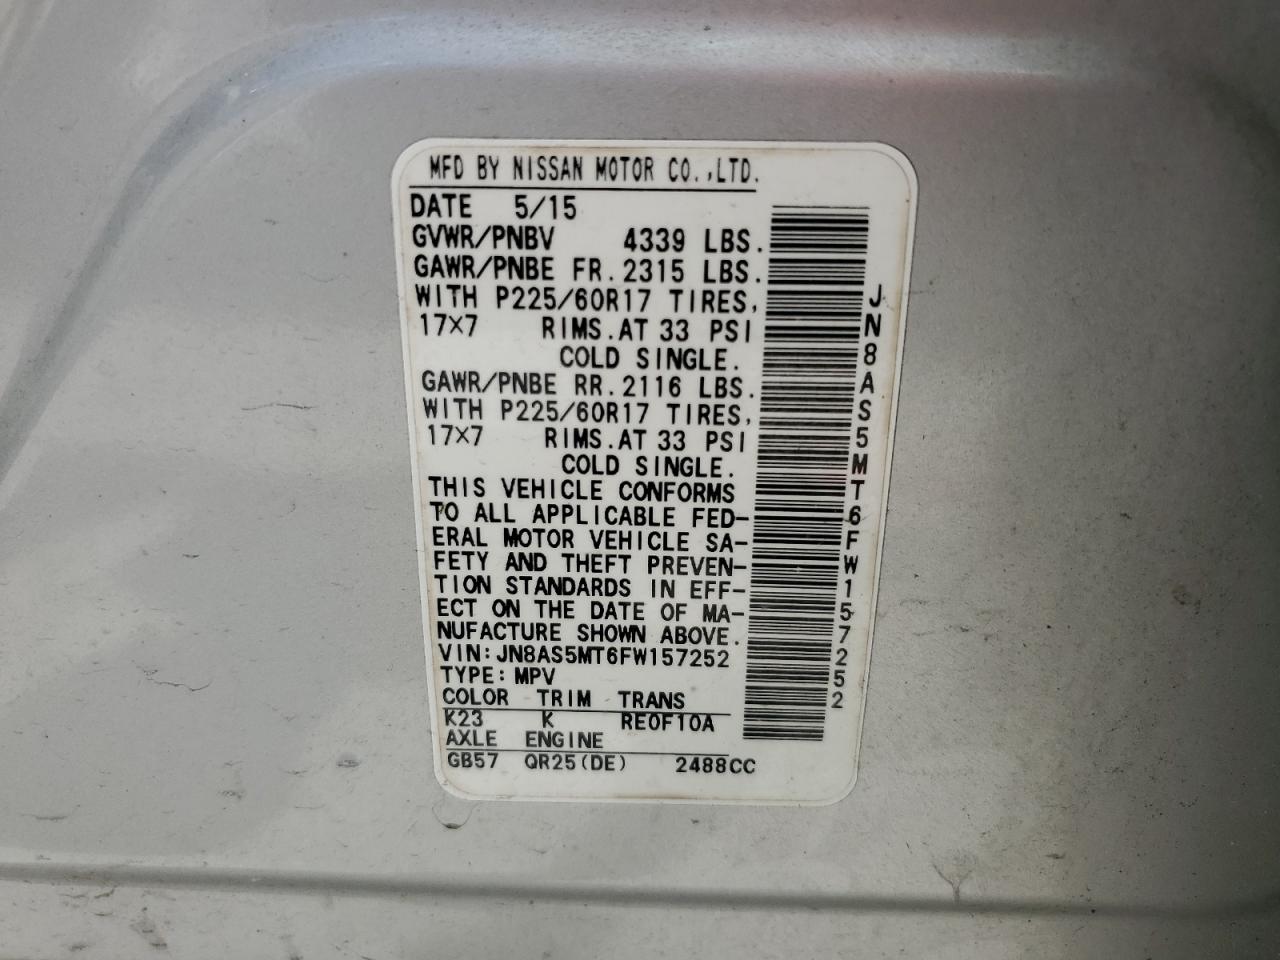 MFD BY NISSAN MOTOR CO.,LTD.
DATE 5/15
GVWR/PNBV 4339 LBS.
GAWR/PNBE FR.2315 LBS.
WITH P225/60R17 TIRES,
17×7 RIMS.AT 33 PSI
COLD SINGLE.
GAWR/PNBE RR.2116 LBS.
WITH P225/60R17 TIRES,
17×7 RIMS.AT 33 PSI
COLD SINGLE.
THIS VEHICLE CONFORMS
TO ALL APPLICABLE FED-
ERAL MOTOR VEHICLE SA-
FETY AND THEFT PREVEN-
TION STANDARDS IN EFF-
ECT ON THE DATE OF MA-
NUFACTURE SHOWN ABOVE.
VIN:JN8AS5MT6FW157252
TYPE:MPV
COLOR TRIM TRANS
K23 K RE0F10A
AXLE ENGINE
GB57 QR25(DE) 2488CC
JN8AS5MT6FW157252